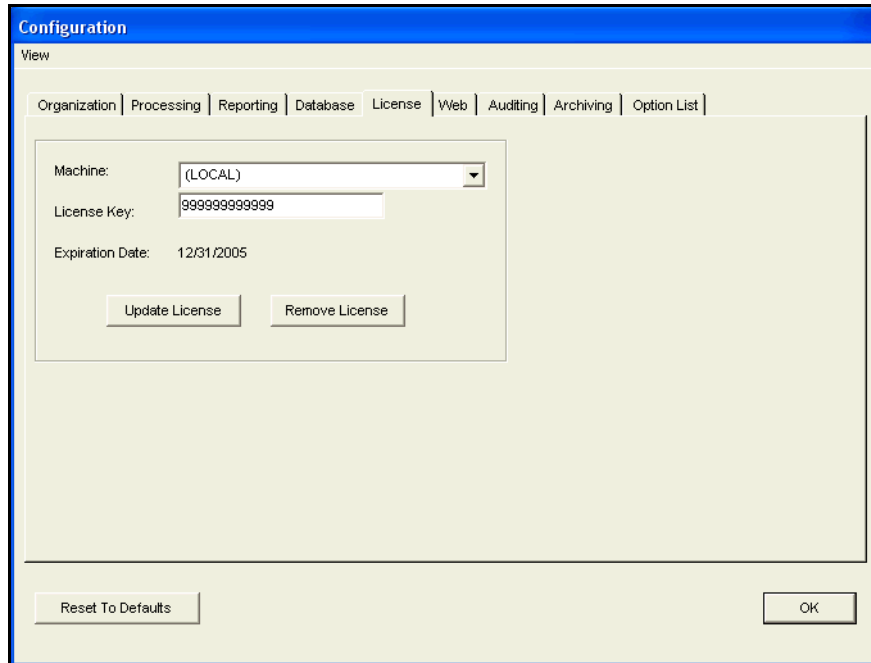 Configuration
View
Organization Processing Reporting Database License Web Auditing Archiving Option List
Machine: (LOCAL)
License Key: 999999999999
Expiration Date: 12/31/2005
Update License Remove License
Reset To Defaults OK